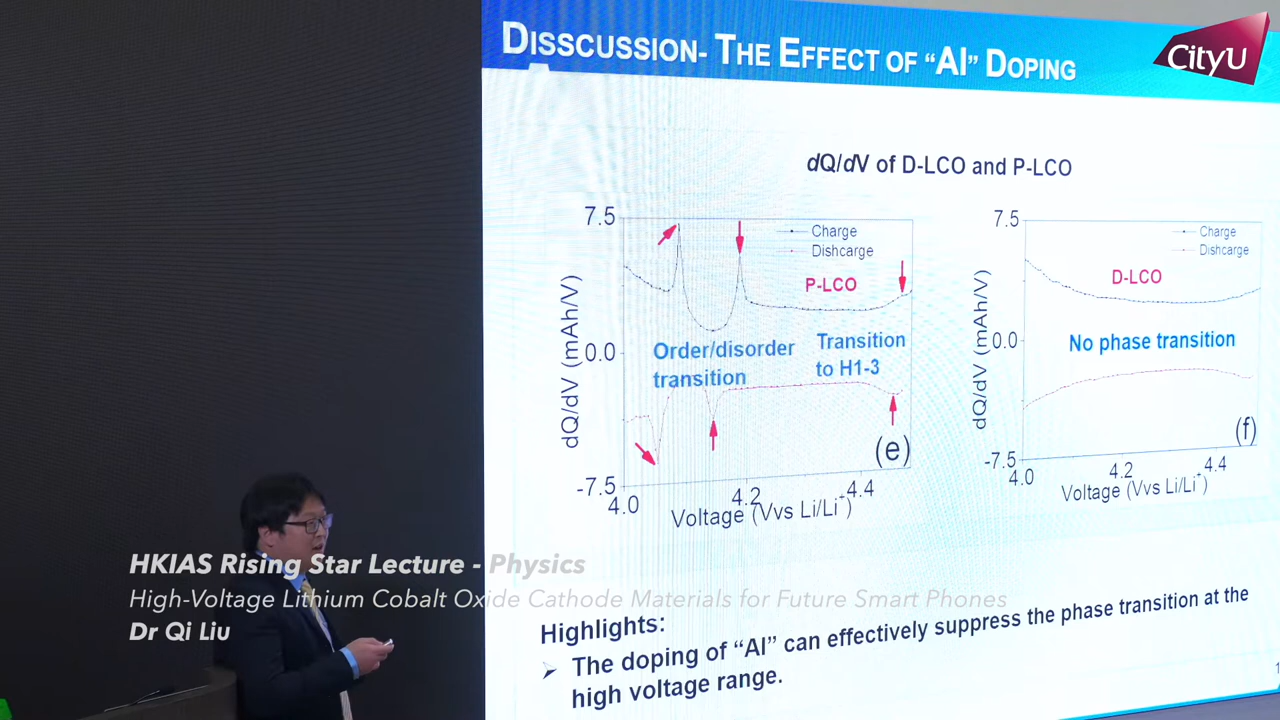 DISSCUSSION- THE EFFECT OF “Al” DOPING
CityU
dQ/dV of D-LCO and P-LCO
7.5
0.0
-7.5
4.0
4.2
4.4
dQ/dV (mAh/V)
Voltage (Vvs Li/Li+)
Charge
Dishcarge
P-LCO
Order/disorder
transition
Transition
to H1-3
(e)
7.5
0.0
-7.5
4.0
4.2
4.4
dQ/dV (mAh/V)
Voltage (Vvs Li/Li+)
Charge
Dishcarge
D-LCO
No phase transition
(f)
HKIAS Rising Star Lecture - Physics
High-Voltage Lithium Cobalt Oxide Cathode Materials for Future Smart Phones
Dr Qi Liu
Highlights:
➢ The doping of “Al” can effectively suppress the phase transition at the
high voltage range.